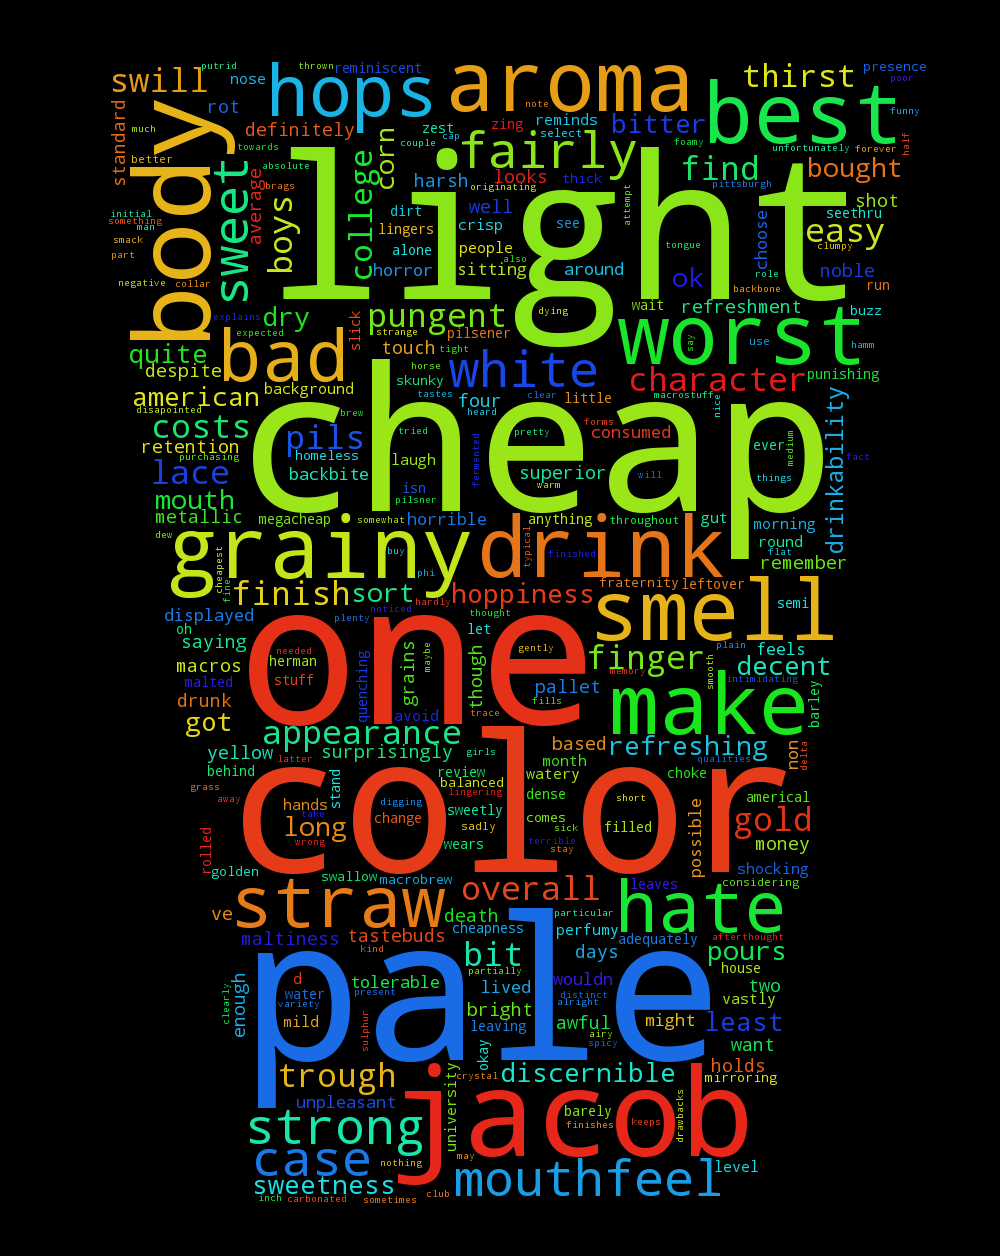 putrid
thrown
reminiscent
swill
nose
hops
aroma
thirst
presence
poor
rot
note
best
funny
standard
body
definitely
zest
zing
reminds
bitter
much
corn
cap
select
foamy
half
towards
couple
fairly
unfortunately
forever
better
sweet
absolute
college
light
find
bought
average
brags
boys
harsh
looks
originating
thick
attempt
pittsburgh
shot
initial
something
man
dirt
well
lingers
crisp
see
choose
seethru
easy
smack
part
alone
people
also
tongue
clumpy
horror
sitting
around
ok
role
noble
negative
collar
backbone
run
explains
dry
pungent
dying
wait
refreshment
buzz
expected
slick
strange
pilsener
worst
say
use
hamm
quite
bad
touch
tight
despite
horse
white
character
punishing
american
background
skunky
tastes
four
clear
little
macrostuff
nice
disapointed
costs
brew
heard
cheap
drinkability
pils
tried
pretty
forms
consumed
retention
purchasing
homeless
laugh
fermented
superior
ever
medium
fact
lace
backbite
isn
warm
will
things
mouth
pilsner
metallic
megacheap
somewhat
horrible
anything
throughout
gut
morning
dew
grainy
drink
typical
round
cheapest
buy
finished
flat
remember
fine
finish
sort
phi
hardly
hoppiness
fraternity
leftover
smell
semi
displayed
plenty
noticed
thought
oh
saying
one
let
gently
plain
feels
needed
maybe
finger
macros
herman
grains
though
smooth
decent
malted
stuff
quenching
memory
intimidating
drunk
avoid
pallet
fills
make
barley
got
trace
appearance
yellow
surprisingly
girls
based
refreshing
non
delta
behind
latter
stand
review
month
qualities
grass
balanced
watery
choke
away
color
lingering
dense
hands
digging
short
possible
americal
take
change
sweetly
comes
long
sadly
sick
filled
gold
rolled
wrong
wears
terrible
stay
money
golden
swallow
macrobrew
shocking
straw
overall
leaves
considering
ve
death
particular
hate
cheapness
perfumy
maltiness
tastebuds
adequately
afterthought
kind
bit
days
pours
partially
house
pale
d
tolerable
lived
wouldn
two
enough
water
present
distinct
clearly
variety
bright
alright
vastly
mild
sulphur
leaving
awful
might
least
airy
okay
spicy
want
trough
crystal
discernible
holds
mirroring
university
unpleasant
jacob
barely
drawbacks
strong
finishes
keeps
case
nothing
may
mouthfeel
level
sweetness
inch
carbonated
sometimes
club